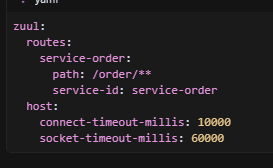 yaml
zuul:
  routes:
    service-order:
      path: /order/**
      service-id: service-order
  host:
    connect-timeout-millis: 10000
    socket-timeout-millis: 60000